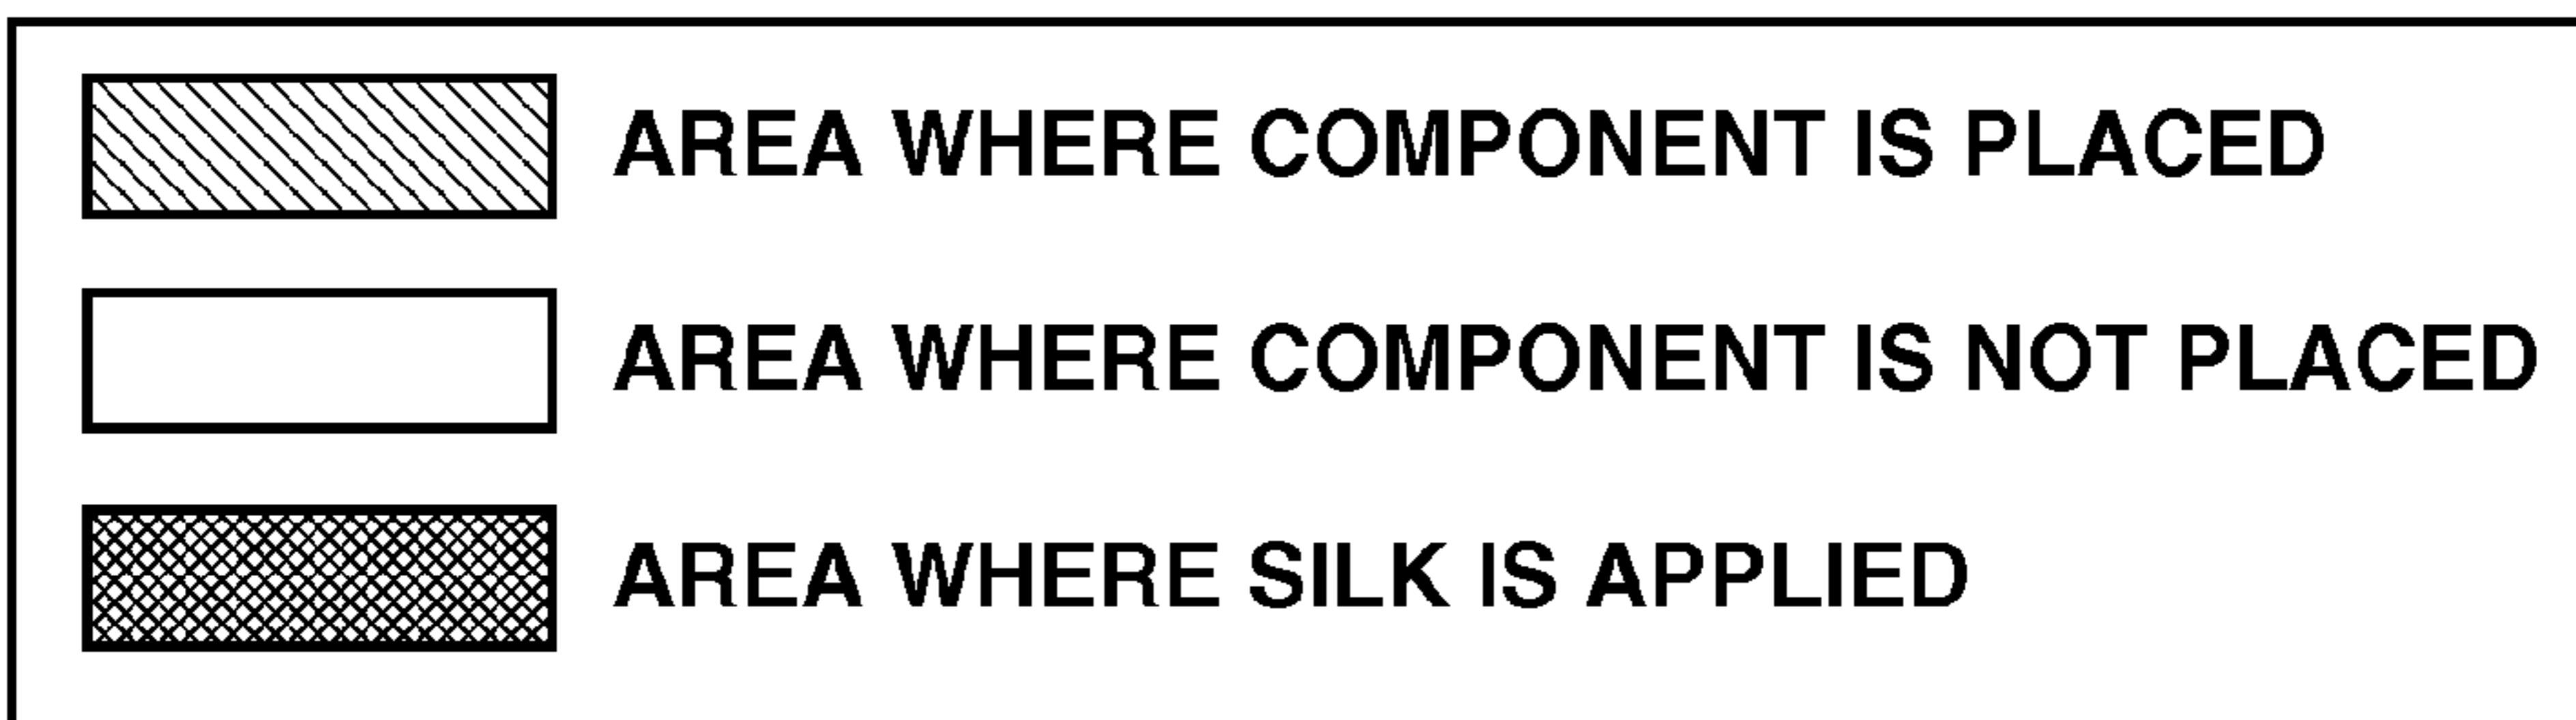 AREA WHERE COMPONENT IS PLACED
AREA WHERE COMPONENT IS NOT PLACED
AREA WHERE SILK IS APPLIED